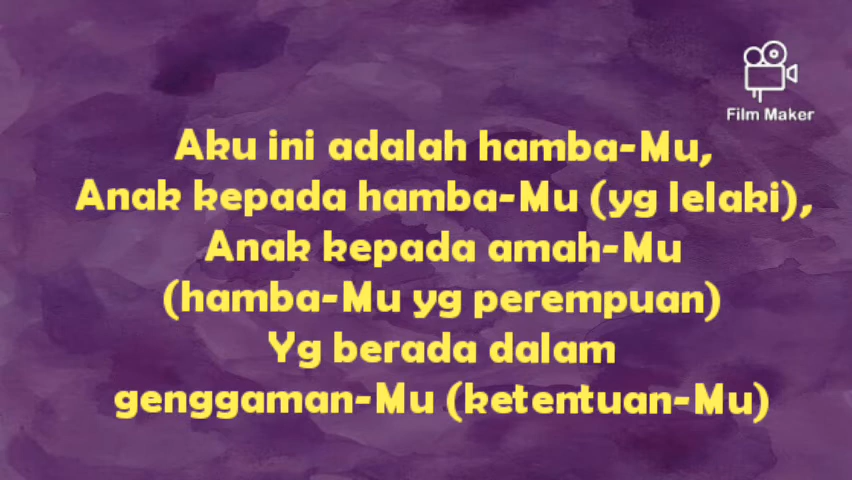 Film Maker
Aku ini adalah hamba-Mu,
Anak kepada hamba-Mu (yg lelaki),
Anak kepada amah-Mu
(hamba-Mu yg perempuan)
Yg berada dalam
genggaman-Mu (ketentuan-Mu)